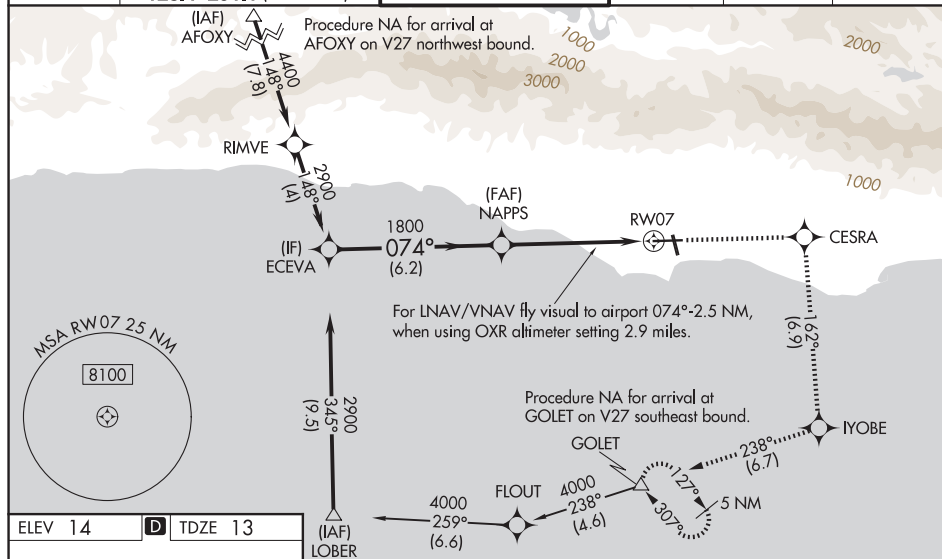 (IAF)
AFOXY
Procedure NA for arrival at
AFOXY on V27 northwest bound.
4400
148°
(7.8)
1000
2000
3000
2000
1000
RIMVE
2900
148°
(4)
(IF)
ECEVA
1800
074°
(6.2)
(FAF)
NAPPS
RW07
CESRA
For LNAV/VNAV fly visual to airport 074°-2.5 NM,
when using OXR altimeter setting 2.9 miles.
162°
(6.9)
MSA RW07 25 NM
8100
2900
345°
(9.5)
Procedure NA for arrival at
GOLET on V27 southeast bound.
GOLET
IYOBE
238°
(6.7)
127°
307°
5 NM
4000
238°
(4.6)
FLOUT
4000
259°
(6.6)
(IAF)
LOBER
ELEV 14 D TDZE 13